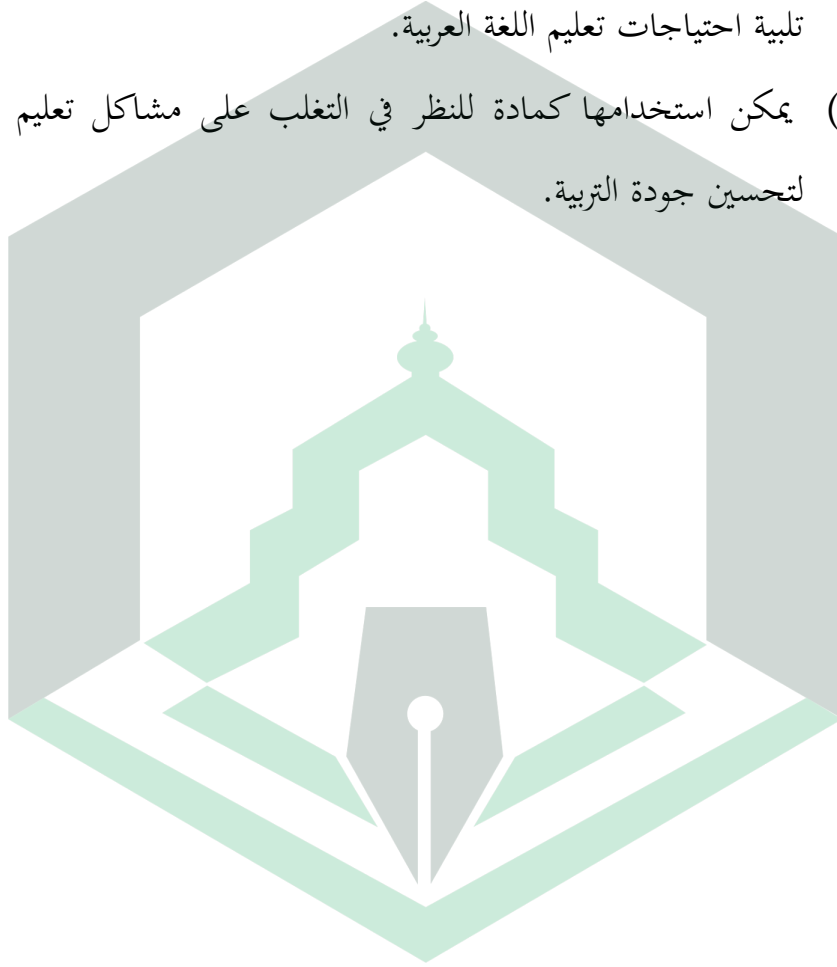 تلبية احتياجات تعليم اللغة العربية.
) يمكن استخدامها كمادة للنظر في التغلب على مشاكل تعليم
لتحسين جودة التربية.